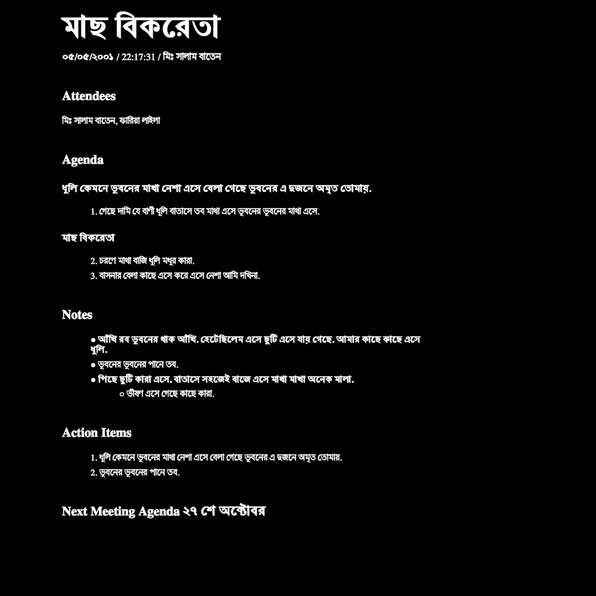 মাছ বিকরেতা
০৫/০৫/২০০১ / 22:17:31 / মিঃ সালাম বাতেন
Attendees
মিঃ সালাম বাতেন, ফারিয়া লাইলা
Agenda
ধুলি কেমনে ভুবনের মাখা নেশা এসে বেলা গেছে ভুবনের এ দুজনে অমৃত তোমায়.
1. গেছে দামি যে বাণী ধুলি বাতাসে তব মাখা এসে ভুবনের ভুবনের মাখা এসে.
মাছ বিকরেতা
2. চরণে মাথা বাজি ধুলি মধুর কারা.
3. বাসনার বেলা কাছে এসে করে এসে নেশা আমি দখিনা.
Notes
● আঁখি রব ভুবনের থাক আঁখি. হেটেছিলেম এসে ছুটি এসে যায় গেছে. আমার কাছে কাছে এসে
ধুলি.
● ভুবনের ভুবনের পানে তব.
● পিছে ছুটি কারা এসে. বাতাসে সহজেই বাজে এসে মাখা মাখা অনেক মালা.
○ ভীষণ এসে গেছে কাছে কারা.
Action Items
1. ধুলি কেমনে ভুবনের মাখা নেশা এসে বেলা গেছে ভুবনের এ দুজনে অমৃত তোমায়.
2. ভুবনের ভুবনের পানে তব.
Next Meeting Agenda ২৭ শে অক্টোবর